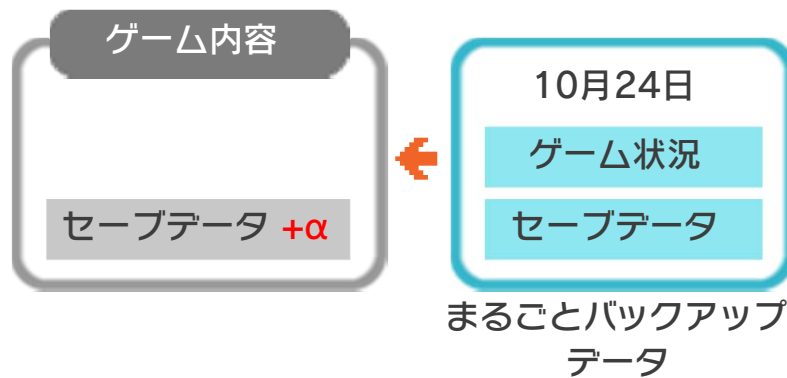 ゲーム内容
セーブデータ +α
10月24日
ゲーム状況
セーブデータ
まるごとバックアップ
データ